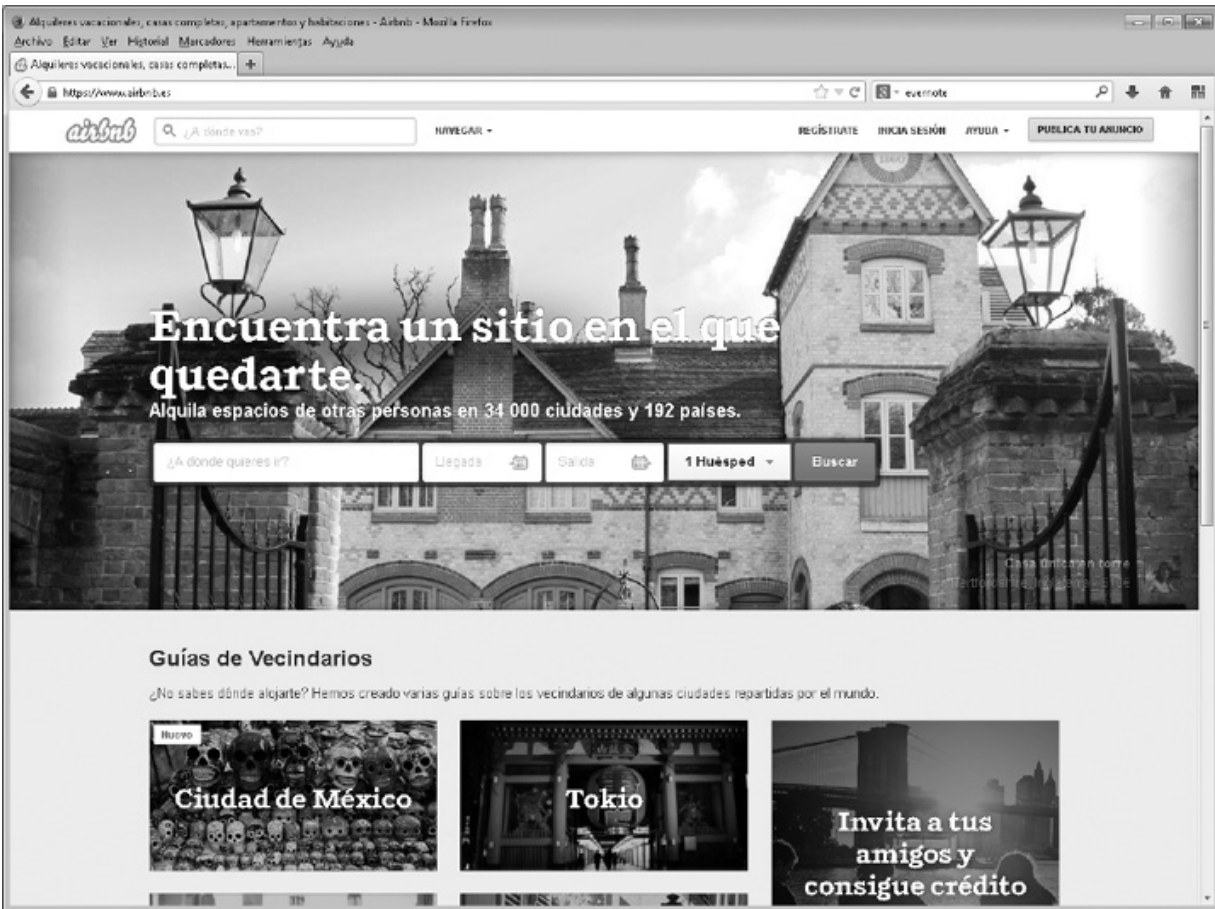 Alquileres vacacionales, casas completas, apartamentos y habitaciones - Airbnb - Mozilla Firefox
Archivo Editar Ver Historial Marcadores Herramientas Ayuda
Alquileres vacacionales, casas completas... +
https://www.airbnb.es
evernote
airbnb
¿A dónde vas?
NAVEGAR
REGÍSTRATE
INICIA SESIÓN
AYUDA
PUBLICA TU ANUNCIO
Encuentra un sitio en el que
quedarte.
Alquila espacios de otras personas en 34 000 ciudades y 192 países.
¿A dónde quieres ir?
Llegada
Salida
1 Huésped
Buscar
Casa única en torre
Guías de Vecindarios
¿No sabes dónde alojarte? Hemos creado varias guías sobre los vecindarios de algunas ciudades repartidas por el mundo.
Nuevo
Ciudad de México
Tokio
Invita a tus
amigos y
consigue crédito